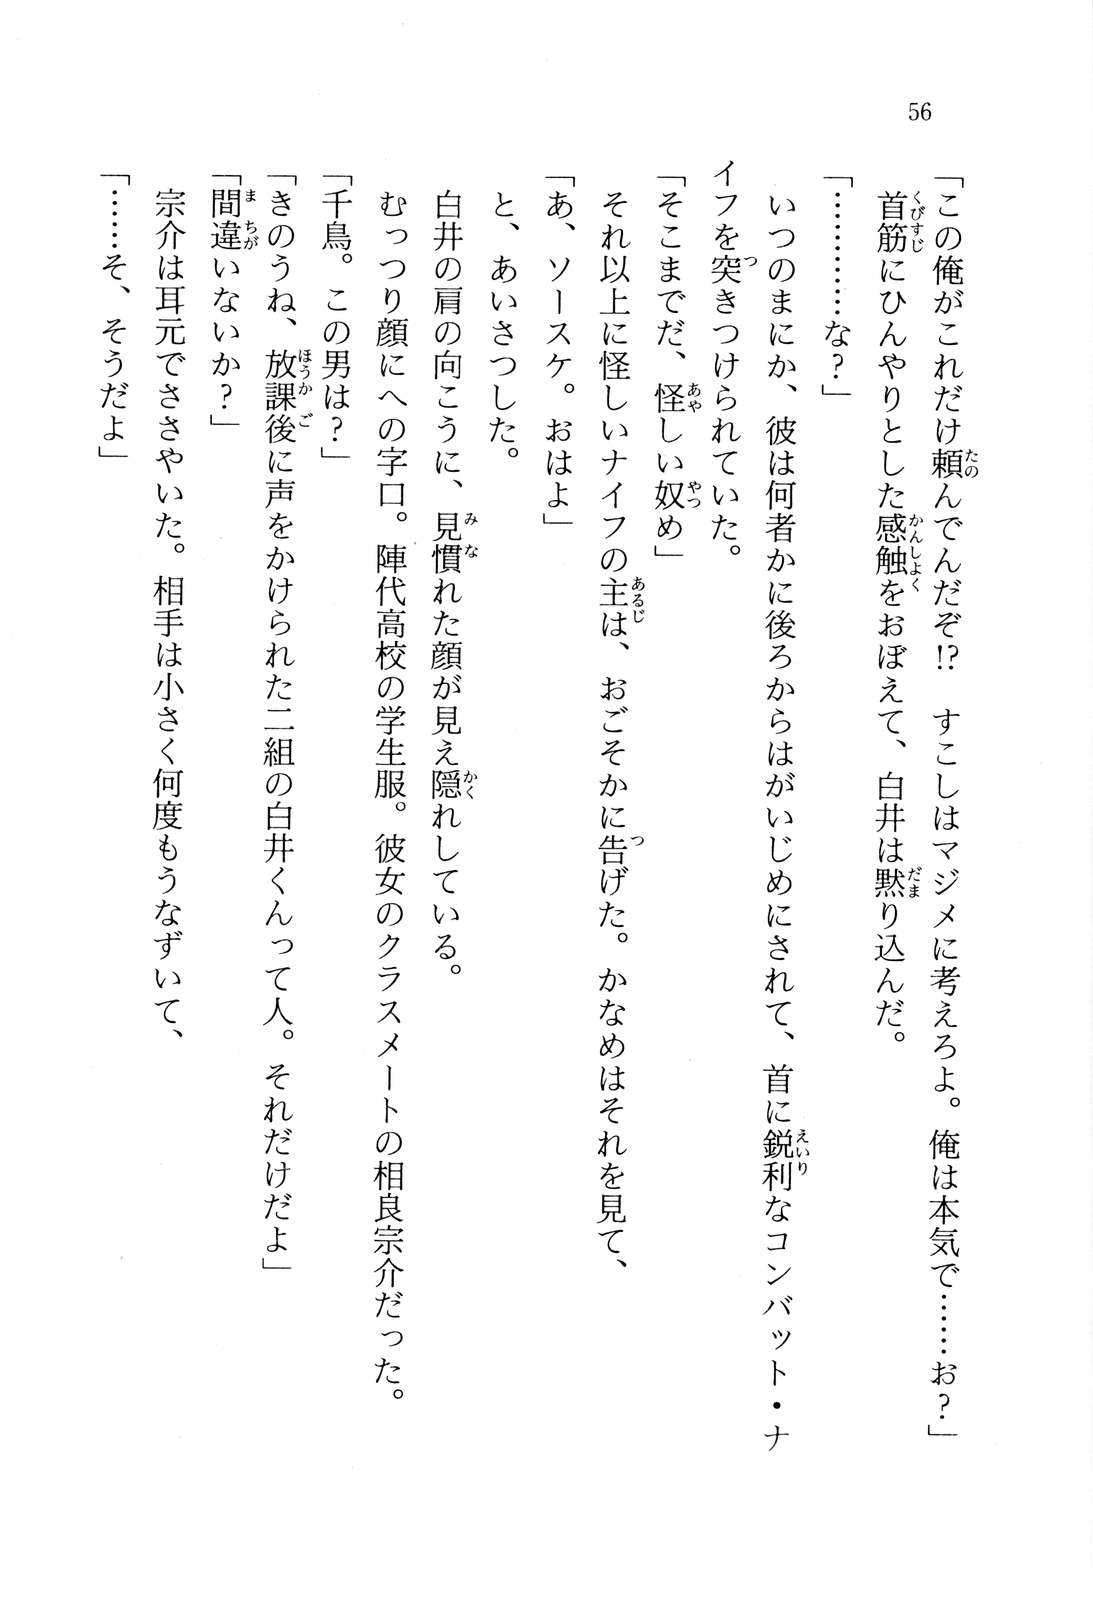 56
「この俺がこれだけ頼んでんだぞ!?　すこしはマジメに考えろよ。俺は本気で……お?」
　首筋にひんやりとした感触をおぼえて、白井は黙り込んだ。
「…………な?」
　いつのまにか、彼は何者かに後ろからはがいじめにされて、首に鋭利なコンバット・ナ
イフを突きつけられていた。
「そこまでだ、怪しい奴め」
　それ以上に怪しいナイフの主は、おごそかに告げた。かなめはそれを見て、
「あ、ソースケ。おはよ」
　と、あいさつした。
　白井の肩の向こうに、見慣れた顔が見え隠れしている。
　むっつり顔にへの字口。陣代高校の学生服。彼女のクラスメートの相良宗介だった。
「千鳥。この男は?」
「きのうね、放課後に声をかけられた二組の白井くんって人。それだけだよ」
「間違いないか?」
　宗介は耳元でささやいた。相手は小さく何度もうなずいて、
「……そ、そうだよ」